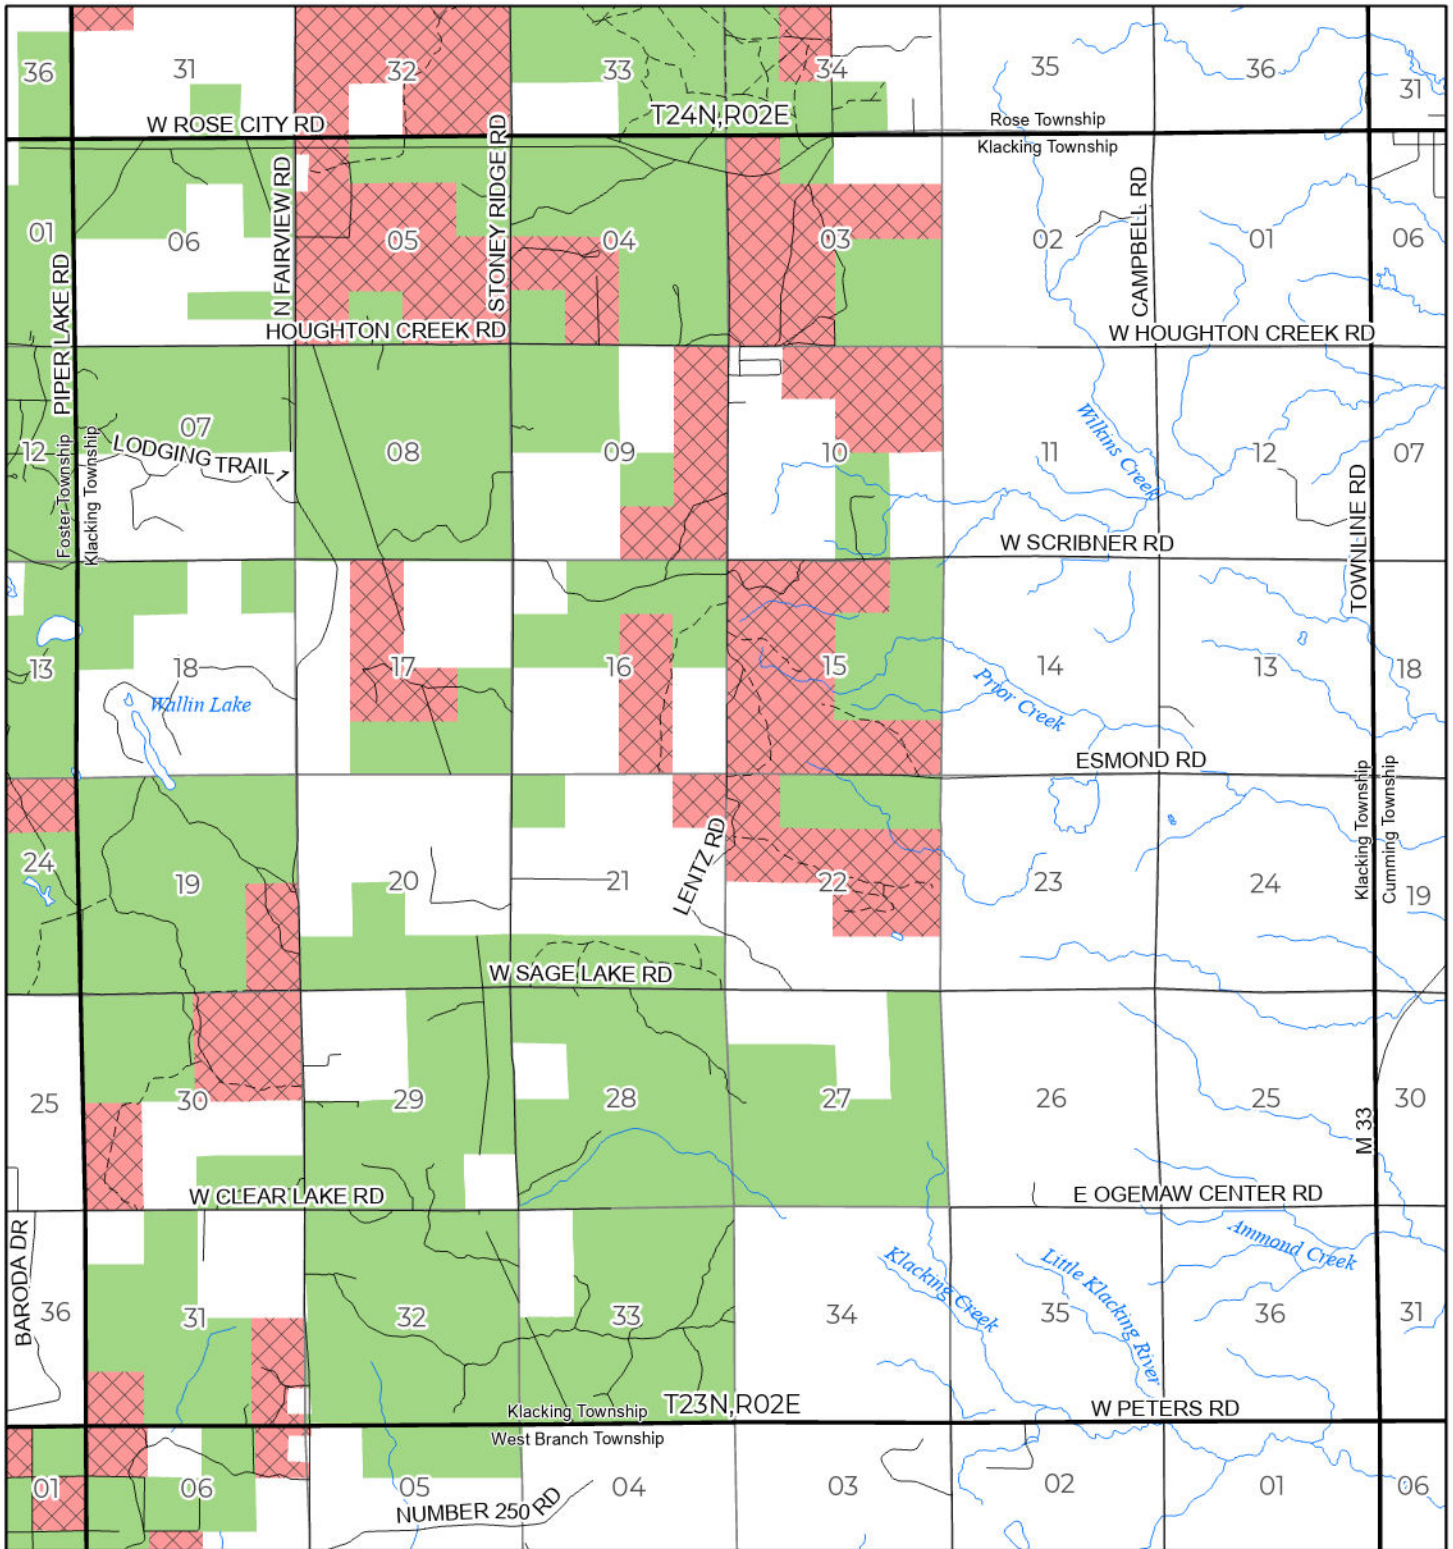 36
31
32
33
34
35
36
31
W ROSE CITY RD
T24N,R02E
Rose Township
Klacking Township
N FAIRVIEW RD
STONEY RIDGE RD
CAMPBELL RD
01
06
05
04
03
02
01
06
PIPER LAKE RD
HOUGHTON CREEK RD
W HOUGHTON CREEK RD
12
07
08
09
10
11
12
07
LODGING TRAIL 1
Wilkins Creek
Foster Township
Klacking Township
W SCRIBNER RD
TOWNLINE RD
13
18
17
16
15
14
13
18
Wallin Lake
Prior Creek
ESMOND RD
Klacking Township
Cumming Township
24
19
20
21
22
23
24
19
LENTZ RD
W SAGE LAKE RD
25
30
29
28
27
26
25
30
M 33
W CLEAR LAKE RD
E OGEMAW CENTER RD
BARODA DR
36
31
32
33
34
35
36
31
Klacking Creek
Little Klacking River
Ammond Creek
Klacking Township
T23N,R02E
W PETERS RD
West Branch Township
01
06
05
04
03
02
01
06
NUMBER 250 RD